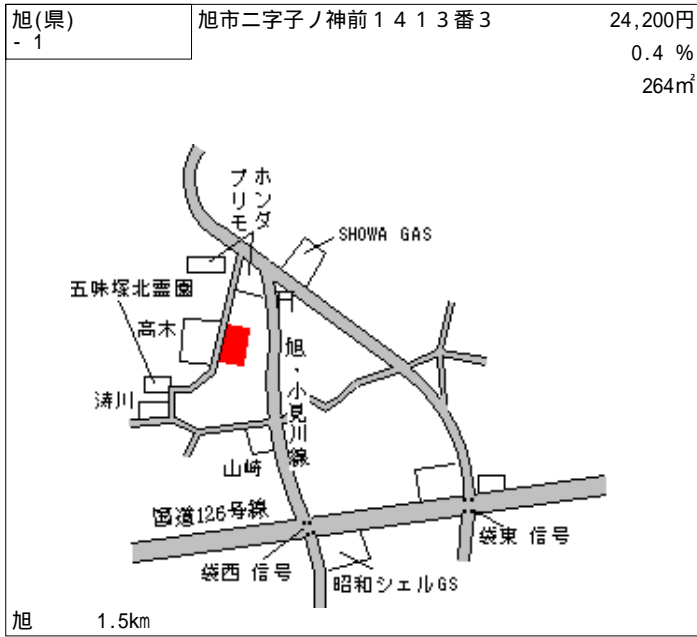 旭(県)
- 1
旭市ニ字子ノ神前1413番3
24,200円
0.4 %
264㎡
ホンダ
プリモ
SHOWA GAS
五味塚北霊園
高木
旭・小見川線
涛川
山崎
国道126号線
袋東 信号
袋西 信号
昭和シェルGS
旭 1.5km